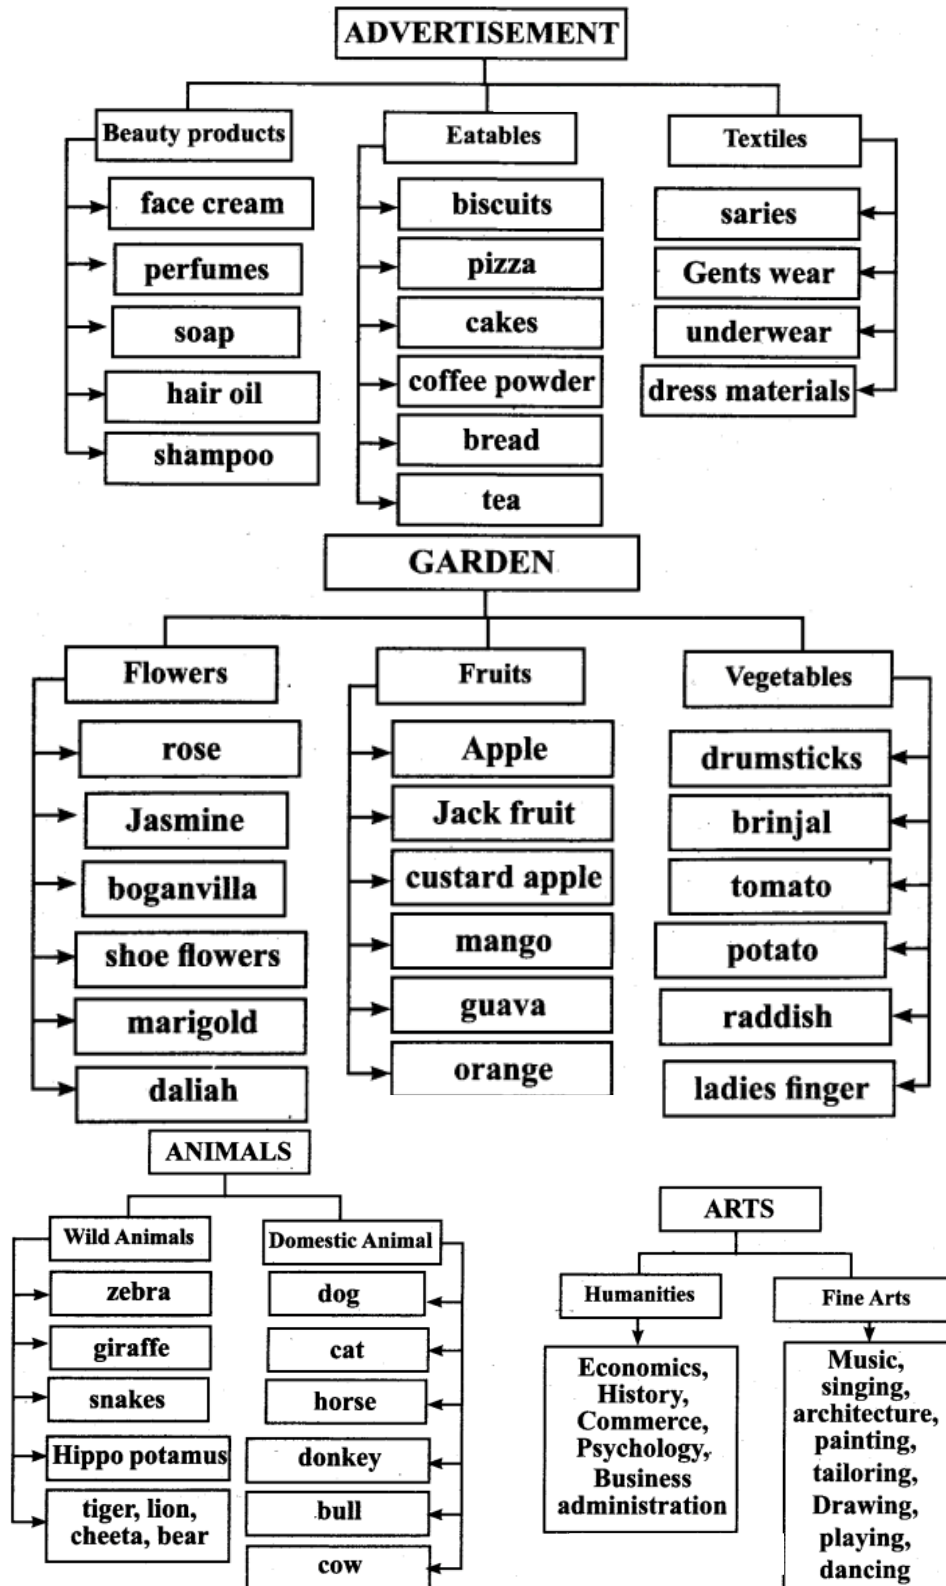 ADVERTISEMENT
Beauty products
face cream
perfumes
soap
hair oil
shampoo
Eatables
biscuits
pizza
cakes
coffee powder
bread
tea
Textiles
saries
Gents wear
underwear
dress materials
GARDEN
Flowers
rose
Jasmine
boganvilla
shoe flowers
marigold
daliah
Fruits
Apple
Jack fruit
custard apple
mango
guava
orange
Vegetables
drumsticks
brinjal
tomato
potato
raddish
ladies finger
ANIMALS
Wild Animals
zebra
giraffe
snakes
Hippo potamus
tiger, lion,
cheeta, bear
Domestic Animal
dog
cat
horse
donkey
bull
cow
ARTS
Humanities
Economics,
History,
Commerce,
Psychology,
Business
administration
Fine Arts
Music,
singing,
architecture,
painting,
tailoring,
Drawing,
playing,
dancing